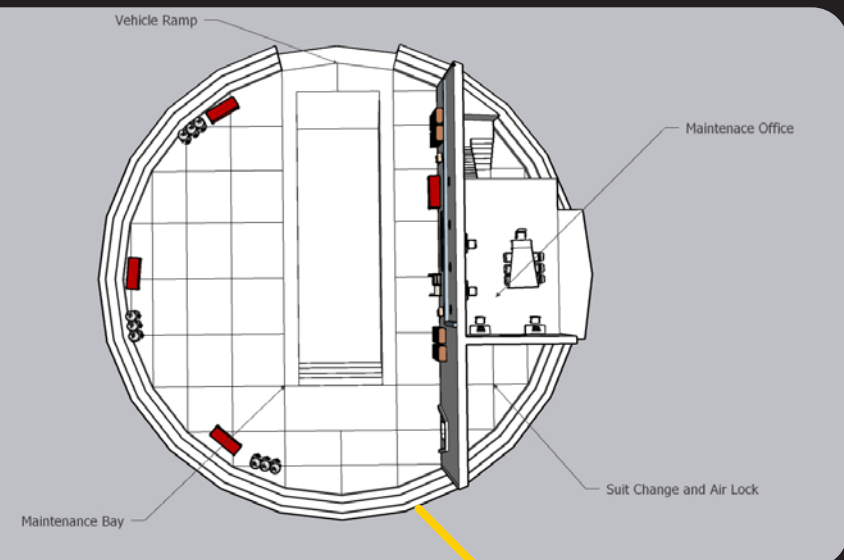 Vehicle Ramp
Maintenace Office
Suit Change and Air Lock
Maintenance Bay